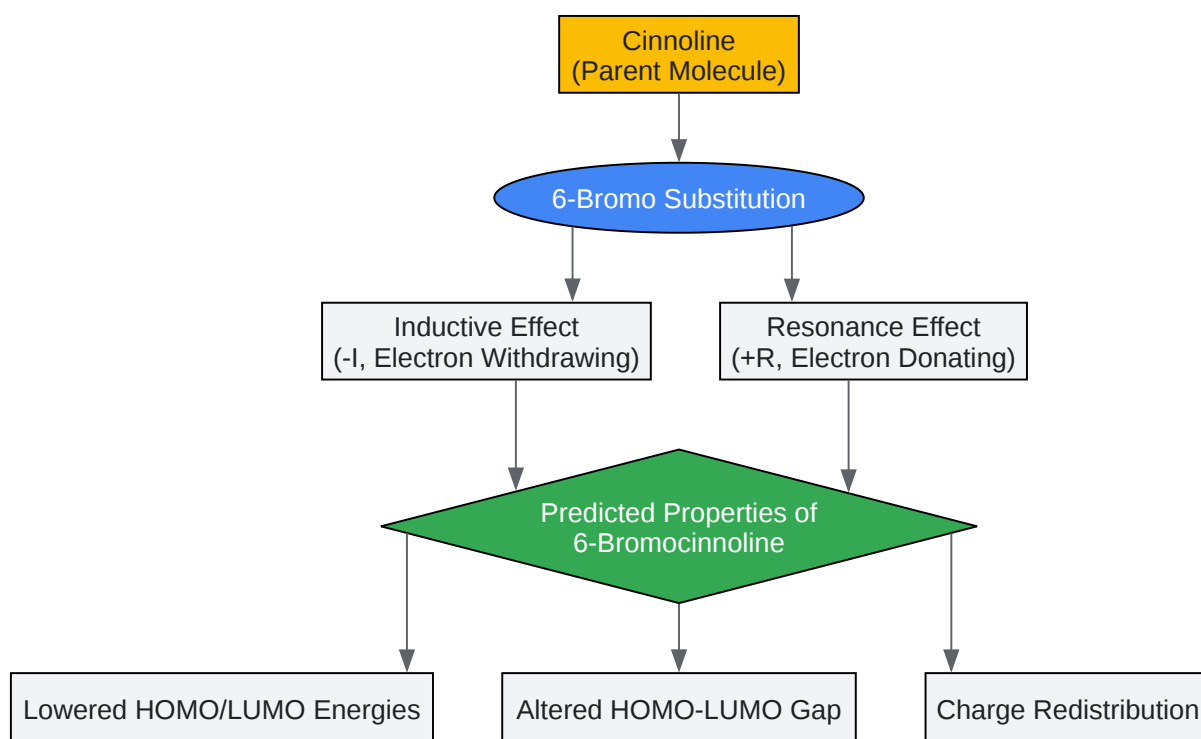 Cinnoline
(Parent Molecule)
6-Bromo Substitution
Inductive Effect
(-I, Electron Withdrawing)
Resonance Effect
(+R, Electron Donating)
Predicted Properties of
6-Bromocinnoline
Lowered HOMO/LUMO Energies
Altered HOMO-LUMO Gap
Charge Redistribution